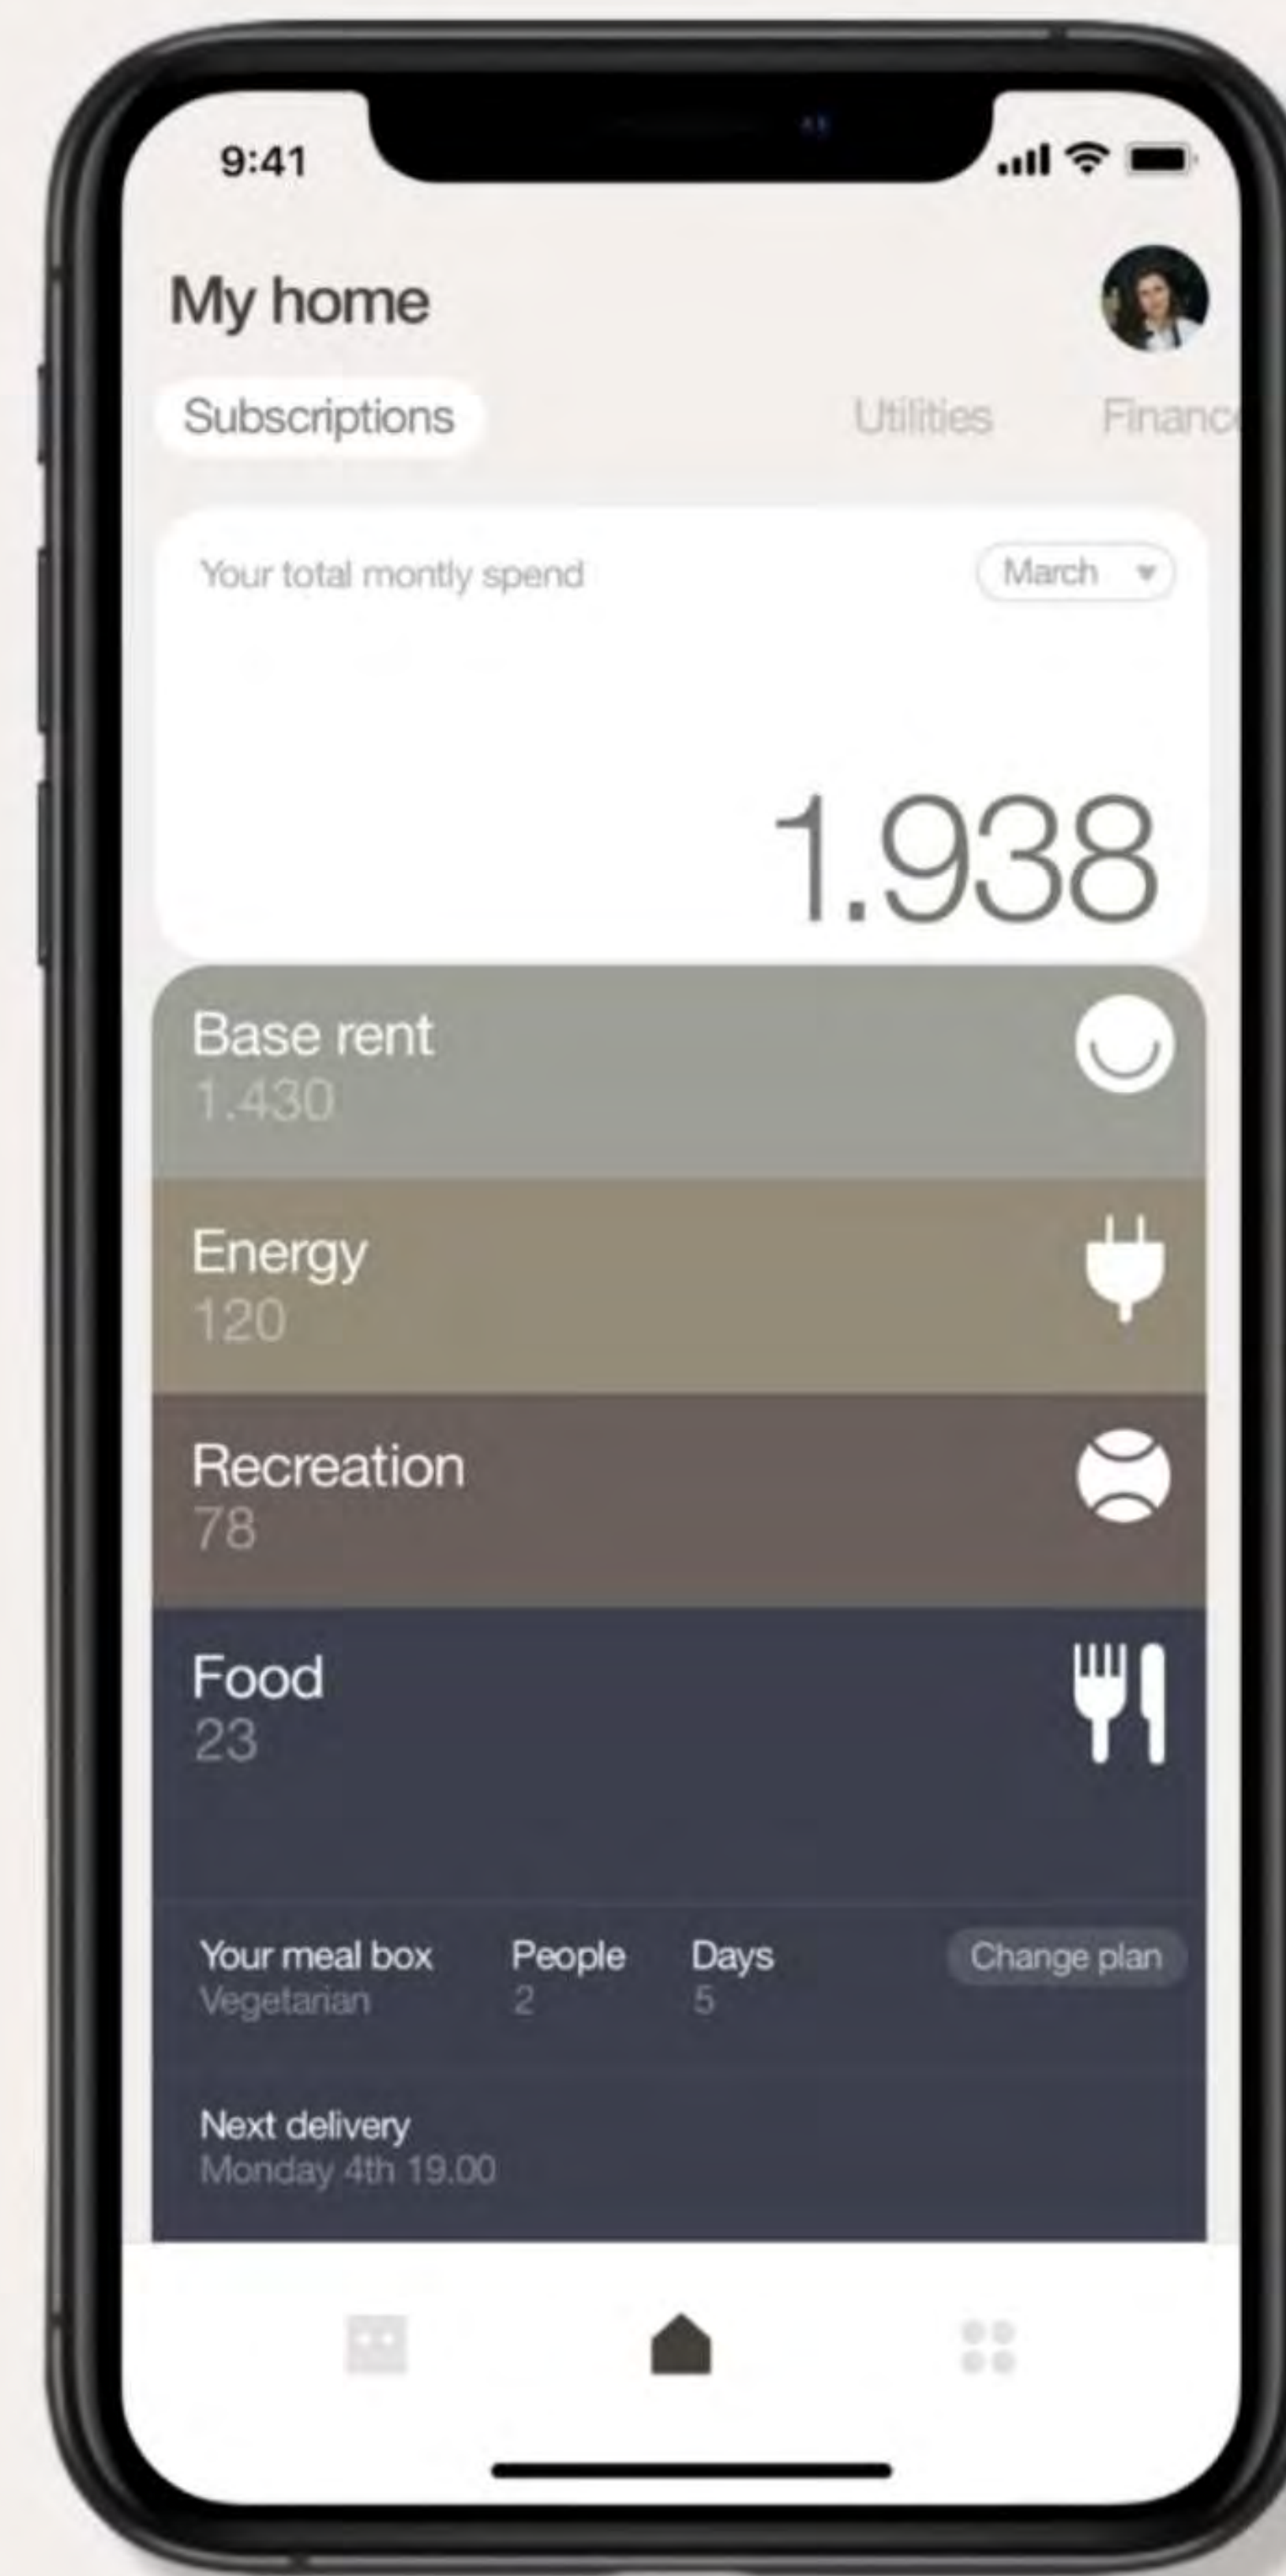 9:41
My home
Subscriptions Utilities Financ
Your total montly spend March
1.938
Base rent
1.430
Energy
120
Recreation
78
Food
23
Your meal box People Days Change plan
Vegetarian 2 5
Next delivery
Monday 4th 19.00